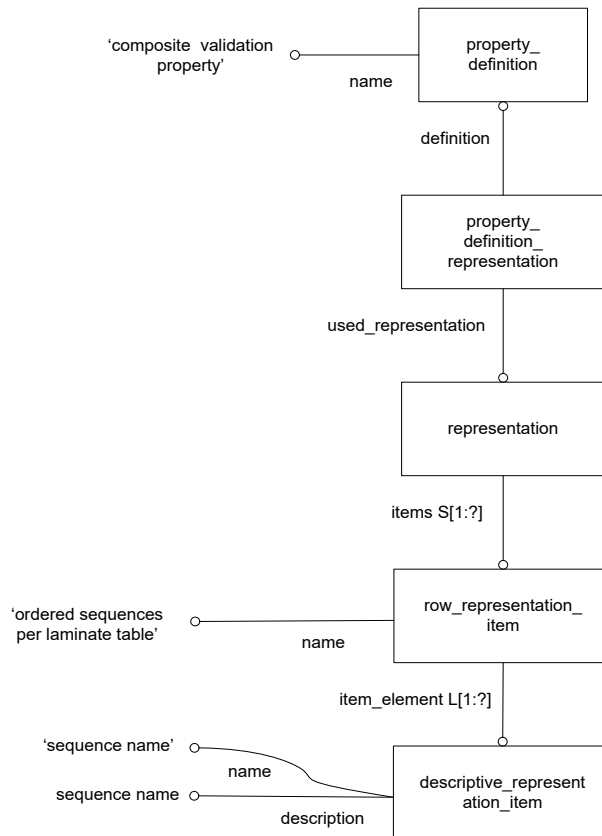 ‘composite validation
property’
name
property_
definition
definition
property_
definition_
representation
used_representation
representation
items S[1:?]
‘ordered sequences
per laminate table’
name
row_representation_
item
item_element L[1:?]
‘sequence name’
name
sequence name
description
descriptive_represent
ation_item